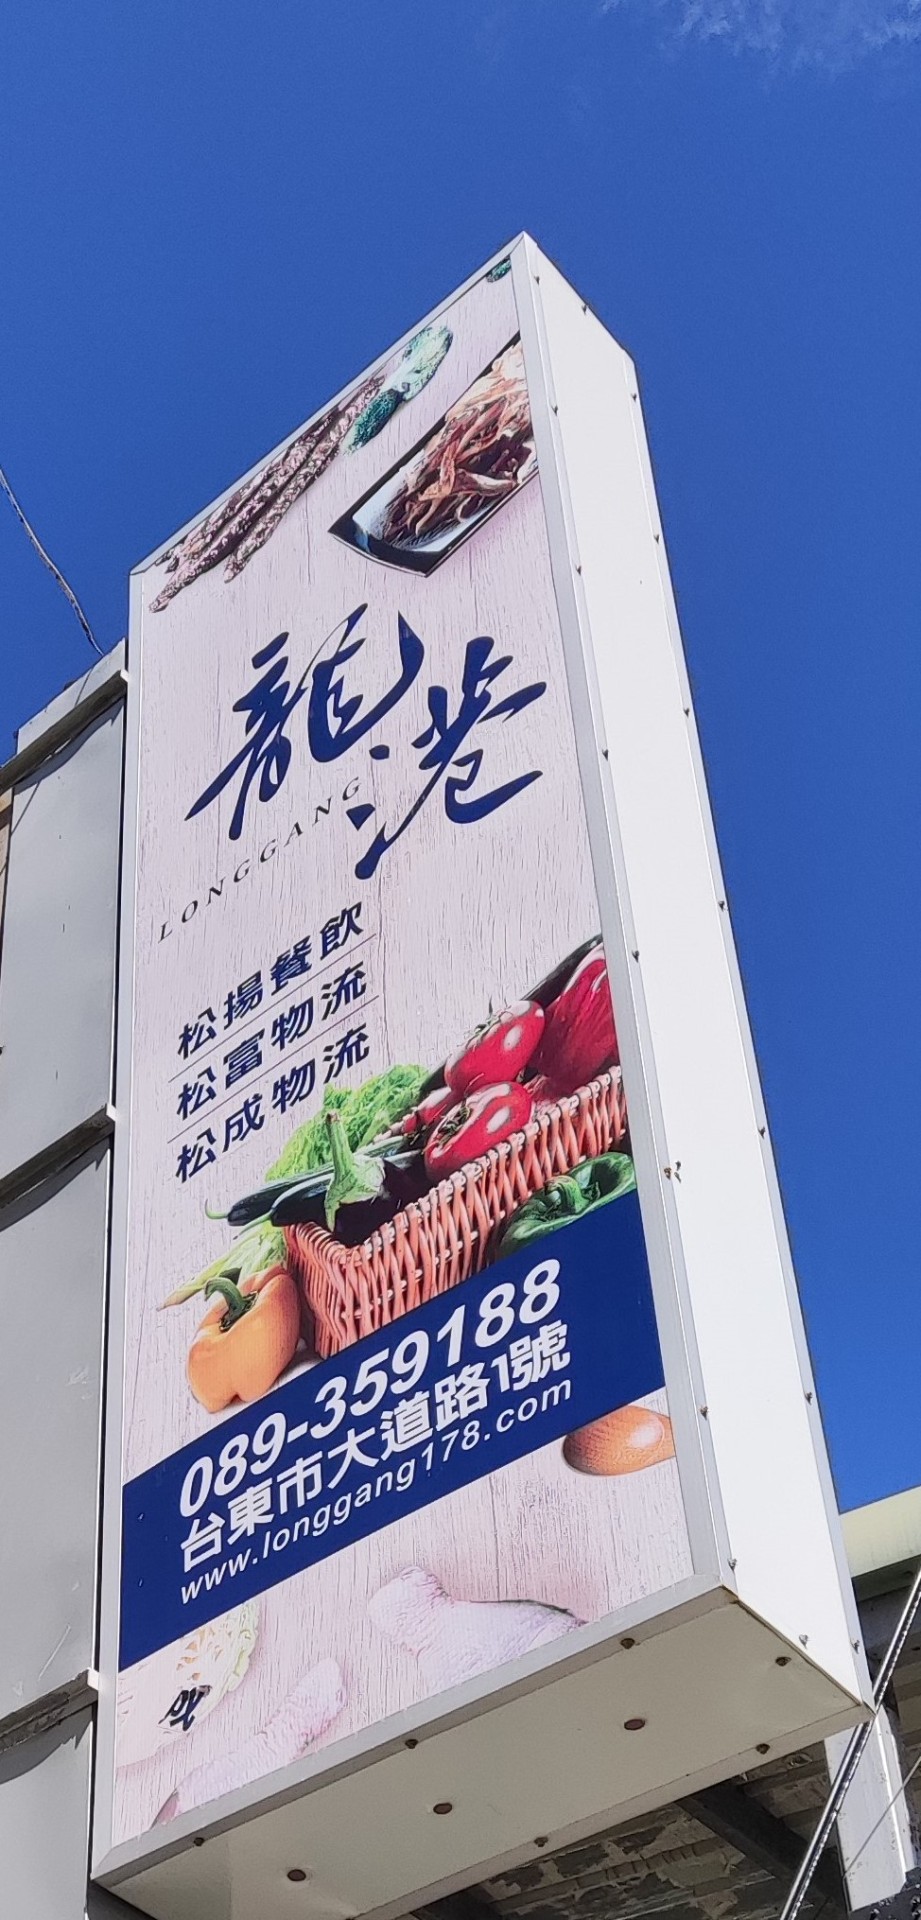 龍港
LONGGANG
松揚餐飲
松富物流
松成物流
089-359188
台東市大道路1號
www.longgang178.com